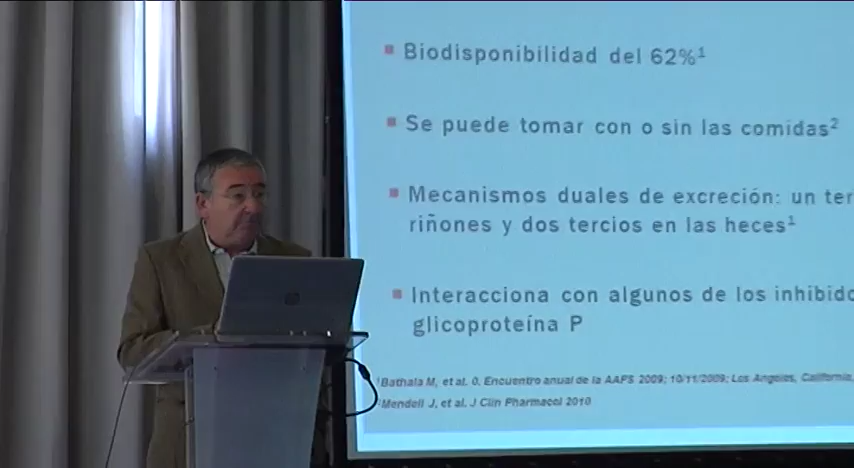 Biodisponibilidad del 62%¹
Se puede tomar con o sin las comidas²
Mecanismos duales de excreción: un ter
riñones y dos tercios en las heces¹
Interacciona con algunos de los inhibido
glicoproteína P
¹Bathala M, et al. 0. Encuentro anual de la AAPS 2009; 10/11/2009; Los Angeles, California,
²Mendell J, et al. J Clin Pharmacol 2010